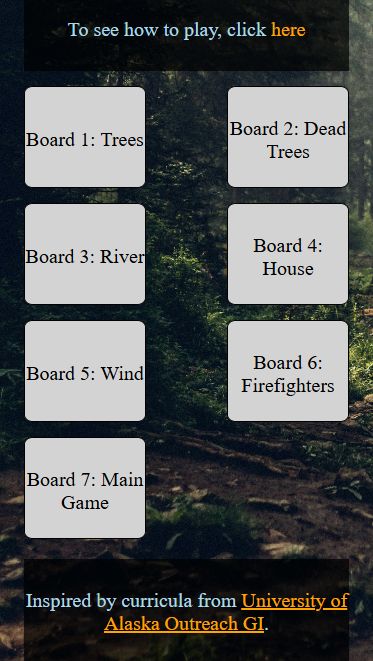 To see how to play, click here
Board 1: Trees
Board 2: Dead
Trees
Board 3: River
Board 4:
House
Board 5: Wind
Board 6:
Firefighters
Board 7: Main
Game
Inspired by curricula from University of
Alaska Outreach GI.